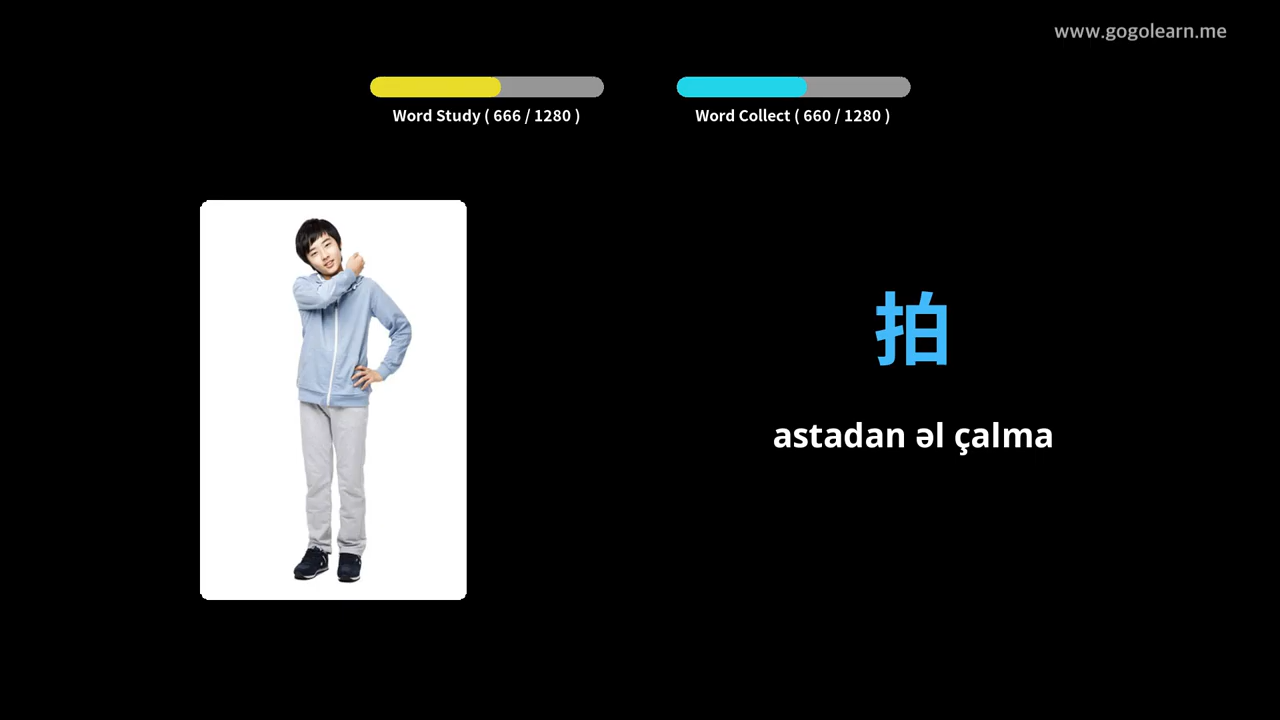 www.gogolearn.me
Word Study ( 666 / 1280 )
Word Collect ( 660 / 1280 )
拍
astadan əl çalma